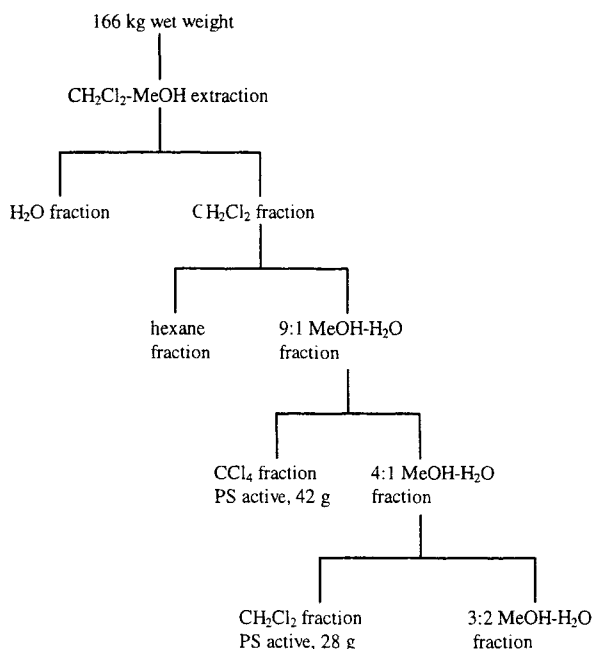 166 kg wet weight
CH₂Cl₂-MeOH extraction
H₂O fraction
CH₂Cl₂ fraction
hexane
fraction
9:1 MeOH-H₂O
fraction
CCl₄ fraction
PS active, 42 g
4:1 MeOH-H₂O
fraction
CH₂Cl₂ fraction
PS active, 28 g
3:2 MeOH-H₂O
fraction